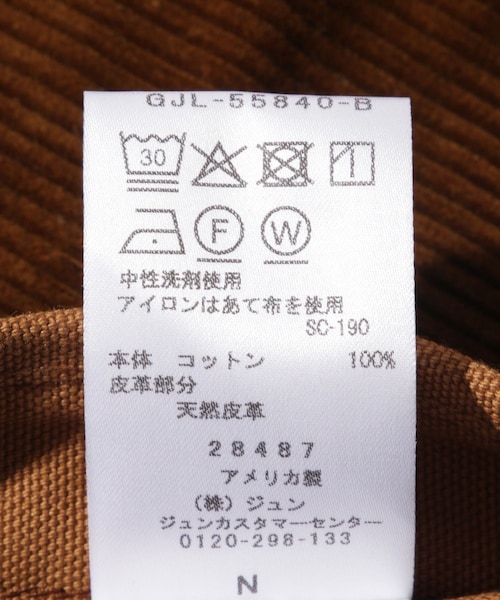 GJL-55840-B
30
F W
中性洗剤使用
アイロンはあて布を使用
SC-190
本体 コットン 100%
皮革部分
天然皮革
28487
アメリカ製
（株）ジュン
ジュンカスタマーセンター
0120-298-133
N